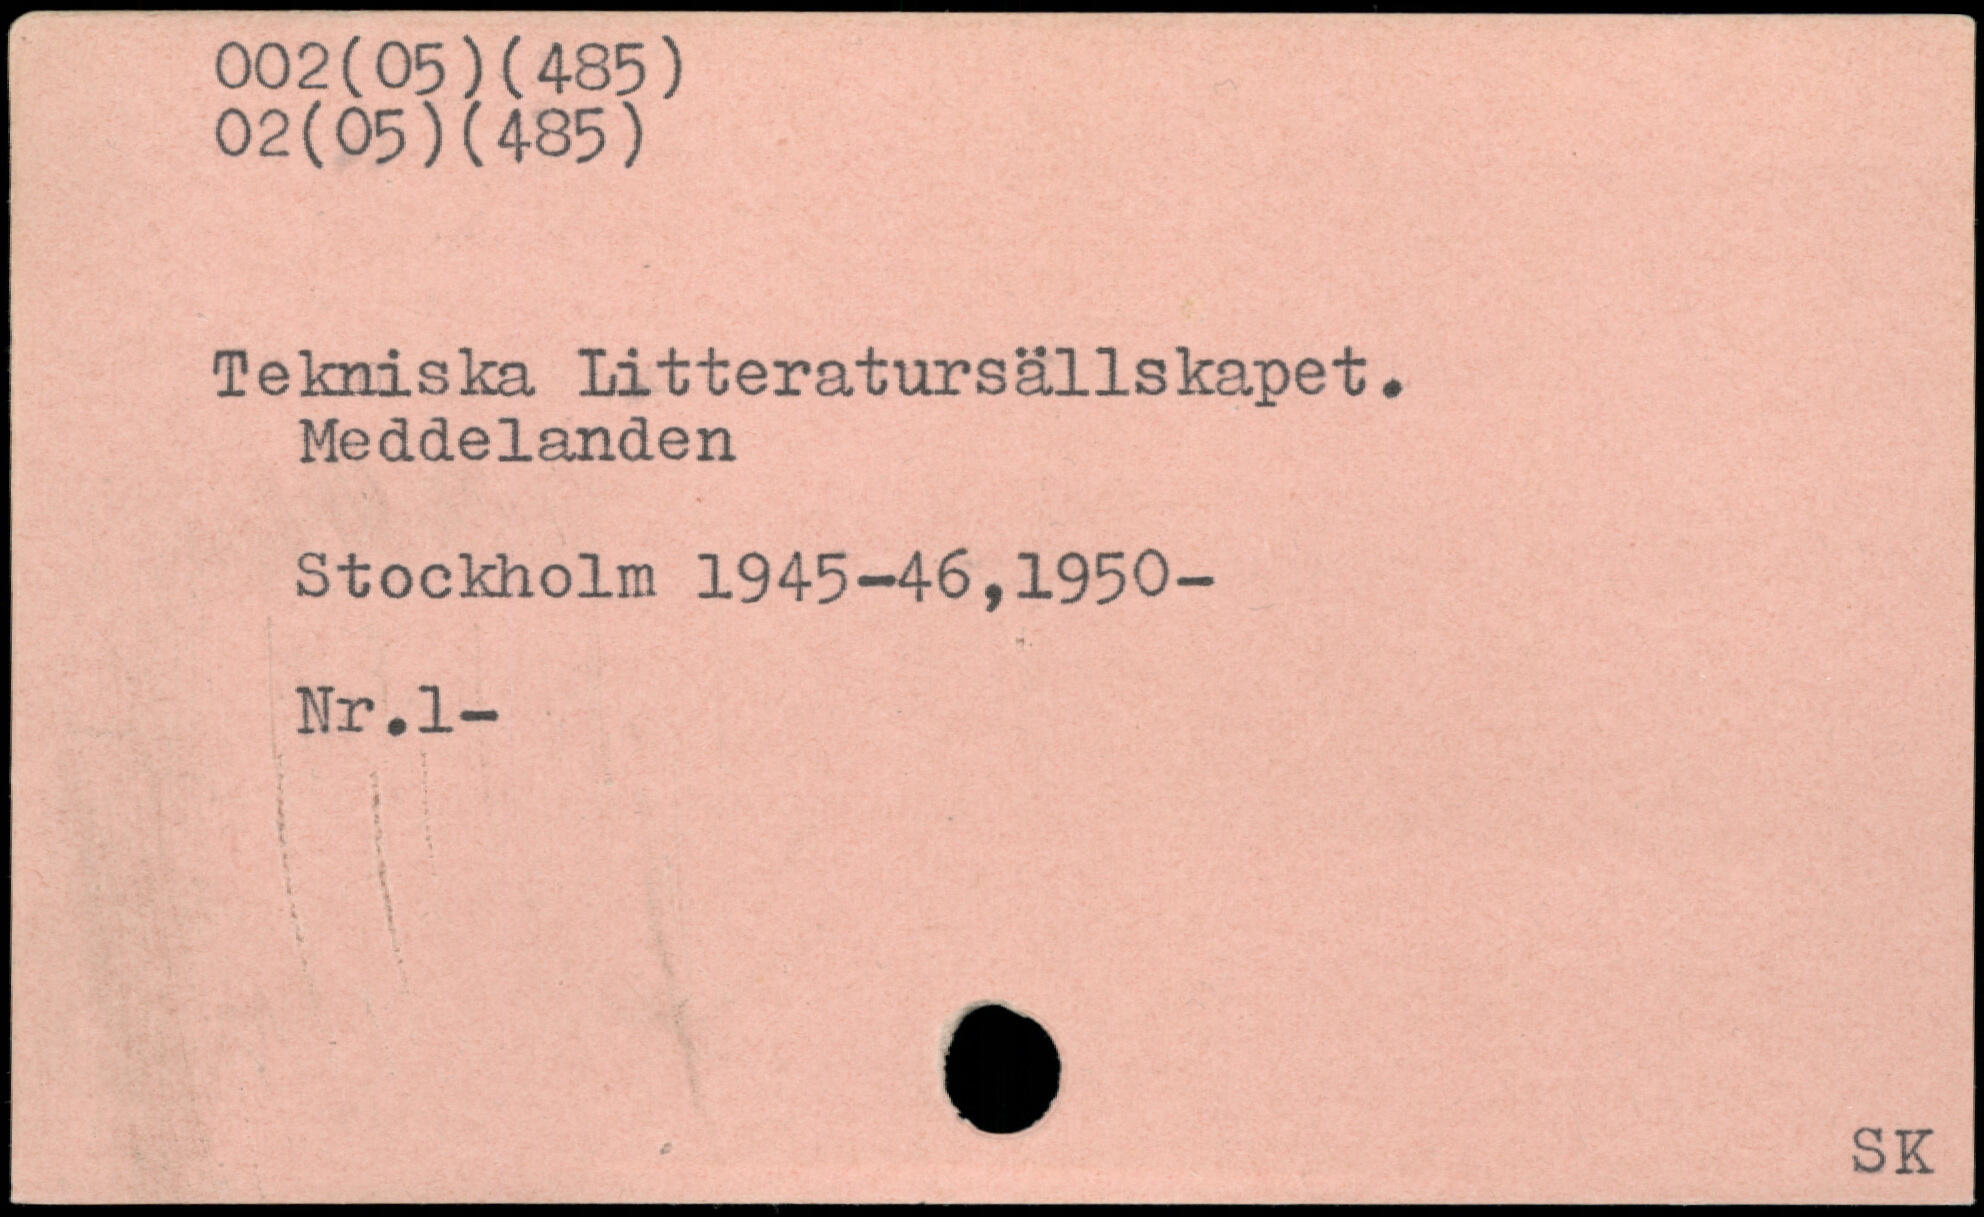 002(05)(485)
02(05)(485)
Tekniska Litteratursällskapet.
Meddelanden
Stockholm 1945-46,1950-
Nr.1-
SK